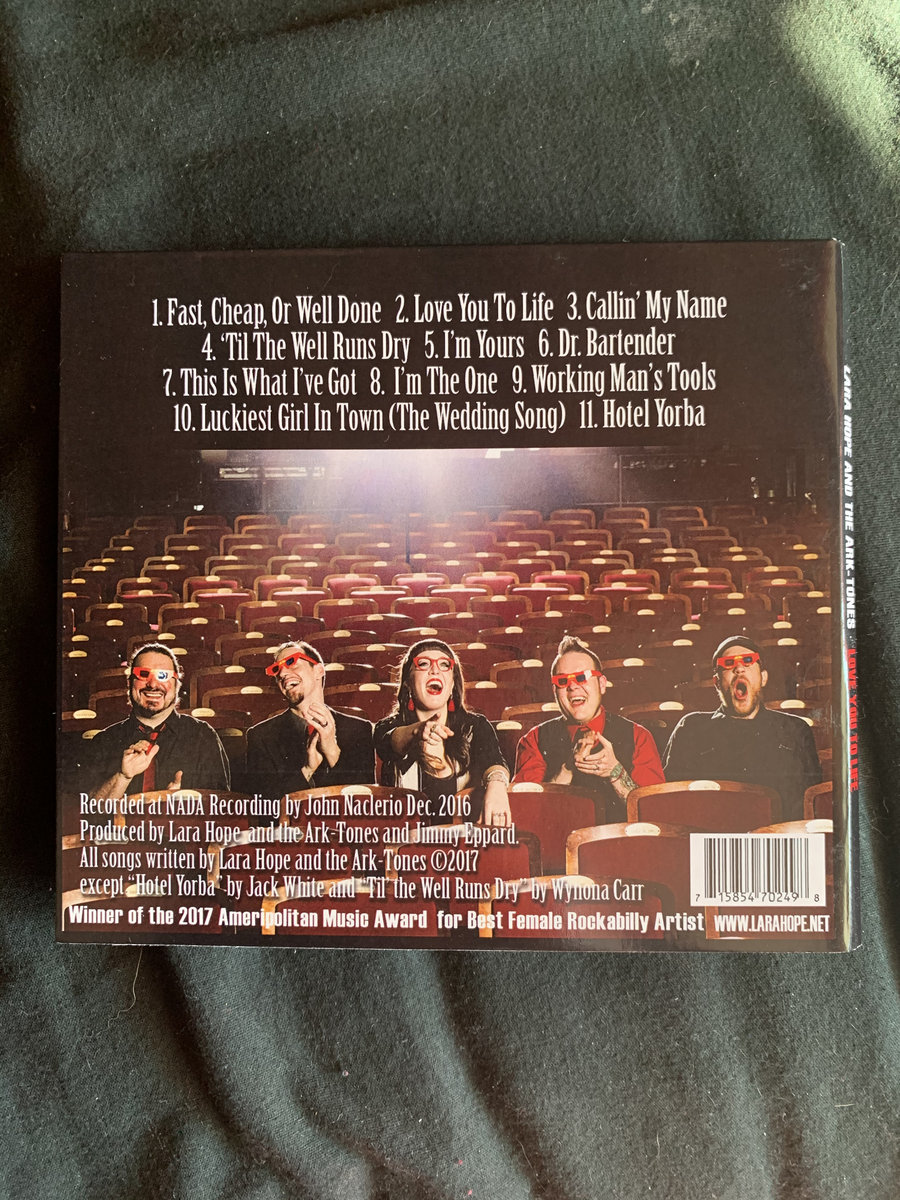 1. Fast, Cheap, Or Well Done 2. Love You To Life 3. Callin' My Name
4. 'Til The Well Runs Dry 5. I'm Yours 6. Dr. Bartender
7. This Is What I've Got 8. I'm The One 9. Working Man's Tools
10. Luckiest Girl In Town (The Wedding Song) 11. Hotel Yorba
LARA HOPE AND THE ARK-TONES · LOVE YOU TO LIFE
Recorded at NADA Recording by John Naclerio Dec. 2016
Produced by Lara Hope and the Ark-Tones and Jimmy Eppard.
All songs written by Lara Hope and the Ark-Tones ©2017
except "Hotel Yorba" by Jack White and "Til' the Well Runs Dry" by Wynona Carr
7 15854 70249 8
Winner of the 2017 Ameripolitan Music Award for Best Female Rockabilly Artist WWW.LARAHOPE.NET